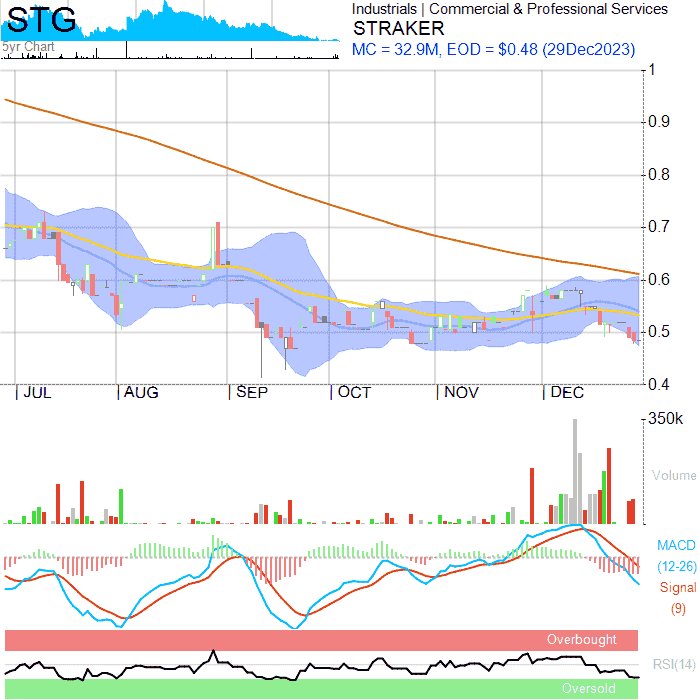 STG
5yr Chart
Industrials | Commercial & Professional Services
STRAKER
MC = 32.9M, EOD = $0.48 (29Dec2023)
1
0.9
0.8
0.7
0.6
0.5
0.4
JUL AUG SEP OCT NOV DEC
350k
Volume
MACD
(12-26)
Signal
(9)
Overbought
RSI(14)
Oversold